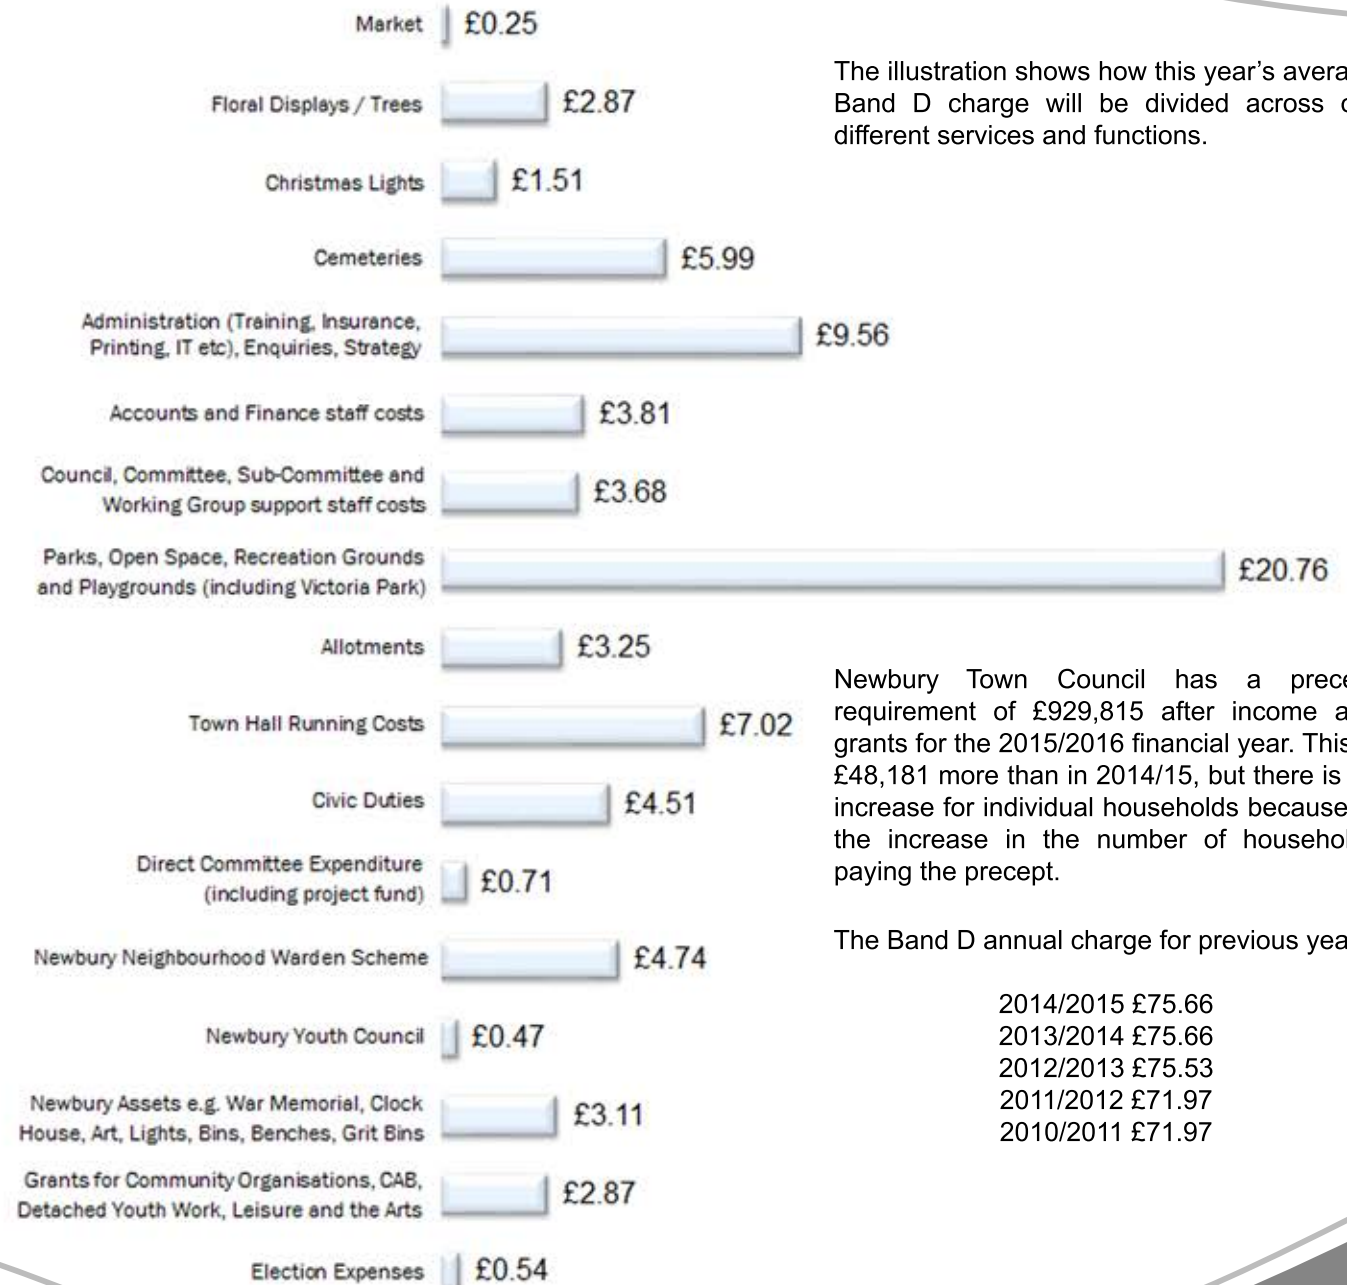 Market £0.25
Floral Displays / Trees £2.87
Christmas Lights £1.51
Cemeteries £5.99
Administration (Training, Insurance,
Printing, IT etc), Enquiries, Strategy £9.56
Accounts and Finance staff costs £3.81
Council, Committee, Sub-Committee and
Working Group support staff costs £3.68
Parks, Open Space, Recreation Grounds
and Playgrounds (including Victoria Park) £20.76
Allotments £3.25
Town Hall Running Costs £7.02
Civic Duties £4.51
Direct Committee Expenditure
(including project fund) £0.71
Newbury Neighbourhood Warden Scheme £4.74
Newbury Youth Council £0.47
Newbury Assets e.g. War Memorial, Clock
House, Art, Lights, Bins, Benches, Grit Bins £3.11
Grants for Community Organisations, CAB,
Detached Youth Work, Leisure and the Arts £2.87
Election Expenses £0.54
The illustration shows how this year's
Band D charge will be divided across
different services and functions.
Newbury Town Council has a
requirement of £929,815 after income
grants for the 2015/2016 financial year. This
£48,181 more than in 2014/15, but there is
increase for individual households because
the increase in the number of
paying the precept.
The Band D annual charge for previous
2014/2015 £75.66
2013/2014 £75.66
2012/2013 £75.53
2011/2012 £71.97
2010/2011 £71.97